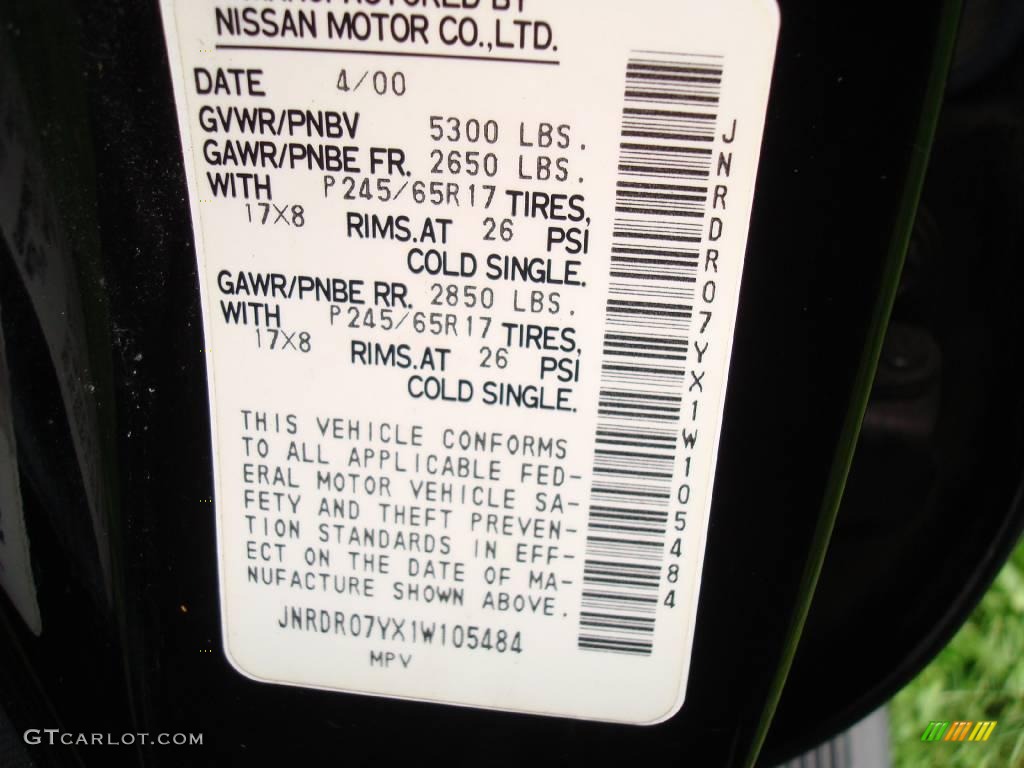 MANUFACTURED BY
NISSAN MOTOR CO.,LTD.
DATE 4/00
GVWR/PNBV 5300 LBS.
GAWR/PNBE FR. 2650 LBS.
WITH P245/65R17 TIRES,
17X8 RIMS.AT 26 PSI
COLD SINGLE.
GAWR/PNBE RR. 2850 LBS.
WITH P245/65R17 TIRES,
17X8 RIMS.AT 26 PSI
COLD SINGLE.
THIS VEHICLE CONFORMS
TO ALL APPLICABLE FED-
ERAL MOTOR VEHICLE SA-
FETY AND THEFT PREVEN-
TION STANDARDS IN EFF-
ECT ON THE DATE OF MA-
NUFACTURE SHOWN ABOVE.
JNRDR07YX1W105484
MPV
JNRDR07YX1W105484
GTCARLOT.COM